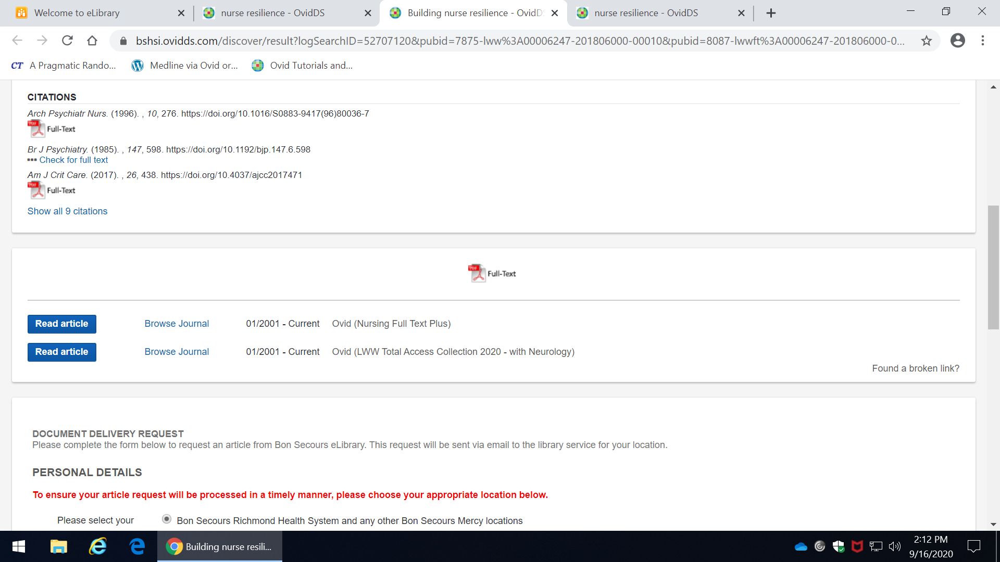 Welcome to eLibrary
nurse resilience - OvidDS
Building nurse resilience - OvidDS
nurse resilience - OvidDS
bshsi.ovidds.com/discover/result?logSearchID=52707120&pubid=7875-lww%3A00006247-201806000-00010&pubid=8087-lwwft%3A00006247-201806000-0...
CT A Pragmatic Rando...
Medline via Ovid or...
Ovid Tutorials and...
CITATIONS
Arch Psychiatr Nurs. (1996). , 10, 276. https://doi.org/10.1016/S0883-9417(96)80036-7
PDF Full-Text
Br J Psychiatry. (1985). , 147, 598. https://doi.org/10.1192/bjp.147.6.598
Check for full text
Am J Crit Care. (2017). , 26, 438. https://doi.org/10.4037/ajcc2017471
PDF Full-Text
Show all 9 citations
PDF Full-Text
Read article Browse Journal 01/2001 - Current Ovid (Nursing Full Text Plus)
Read article Browse Journal 01/2001 - Current Ovid (LWW Total Access Collection 2020 - with Neurology)
Found a broken link?
DOCUMENT DELIVERY REQUEST
Please complete the form below to request an article from Bon Secours eLibrary. This request will be sent via email to the library service for your location.
PERSONAL DETAILS
To ensure your article request will be processed in a timely manner, please choose your appropriate location below.
Please select your Bon Secours Richmond Health System and any other Bon Secours Mercy locations
Building nurse resili...
2:12 PM
9/16/2020